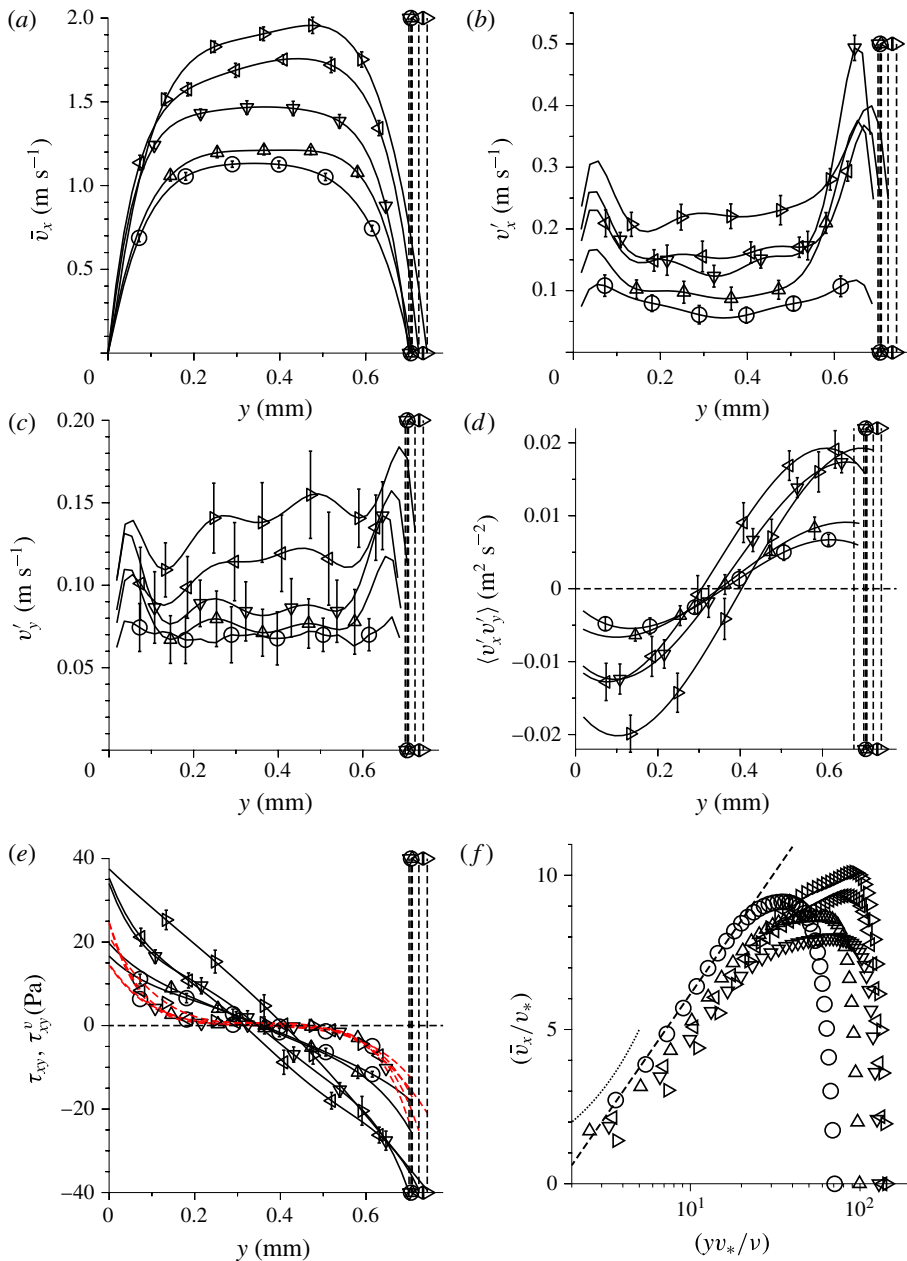 (a)
2.0
1.5
1.0
0.5
0
0.2
0.4
0.6
v̄x (m s−1)
y (mm)
(b)
0.5
0.4
0.3
0.2
0.1
0
0.2
0.4
0.6
v′x (m s−1)
y (mm)
(c)
0.20
0.15
0.10
0.05
0
0.2
0.4
0.6
v′y (m s−1)
y (mm)
(d)
0.02
0.01
0
−0.01
−0.02
0
0.2
0.4
0.6
⟨v′x v′y⟩ (m2 s−2)
y (mm)
(e)
40
20
0
−20
−40
0
0.2
0.4
0.6
τxy, τvxy(Pa)
y (mm)
(f)
10
5
0
101
102
(v̄x/v*)
(yv*/ν)